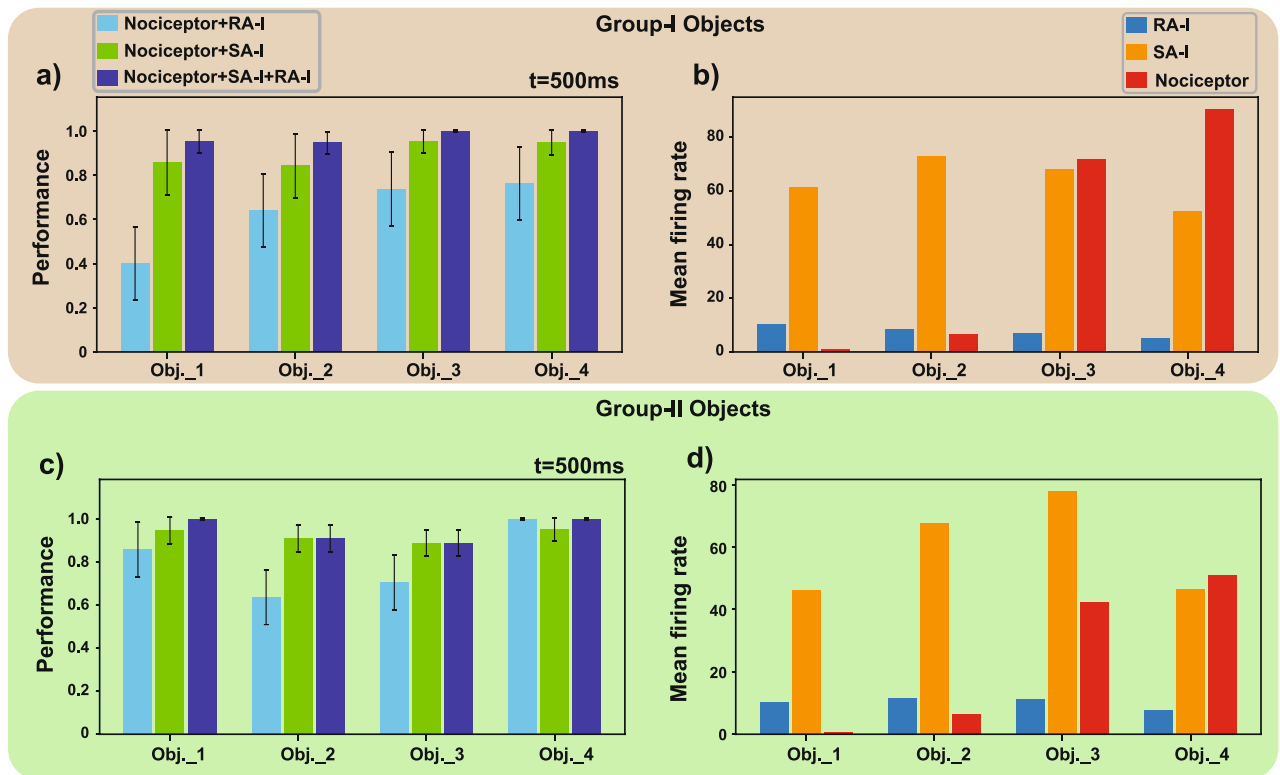 Group-I Objects
Nociceptor+RA-I
Nociceptor+SA-I
Nociceptor+SA-I+RA-I
RA-I
SA-I
Nociceptor
a)
t=500ms
Performance
1.0
0.8
0.6
0.4
0.2
0
Obj._1
Obj._2
Obj._3
Obj._4
b)
Mean firing rate
80
60
40
20
0
Obj._1
Obj._2
Obj._3
Obj._4
Group-II Objects
c)
t=500ms
Performance
1.0
0.8
0.6
0.4
0.2
0
Obj._1
Obj._2
Obj._3
Obj._4
d)
Mean firing rate
80
60
40
20
0
Obj._1
Obj._2
Obj._3
Obj._4